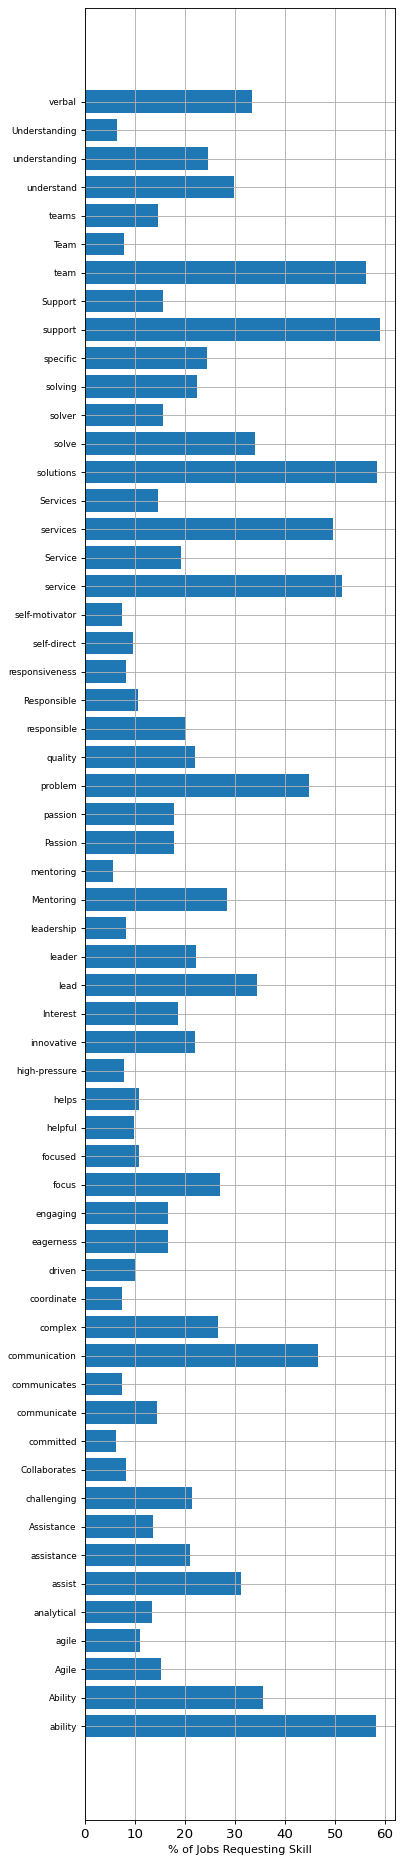 verbal
Understanding
understanding
understand
teams
Team
team
Support
support
specific
solving
solver
solve
solutions
Services
services
Service
service
self-motivator
self-direct
responsiveness
Responsible
responsible
quality
problem
passion
Passion
mentoring
Mentoring
leadership
leader
lead
Interest
innovative
high-pressure
helps
helpful
focused
focus
engaging
eagerness
driven
coordinate
complex
communication
communicates
communicate
committed
Collaborates
challenging
Assistance
assistance
assist
analytical
agile
Agile
Ability
ability
0 10 20 30 40 50 60
% of Jobs Requesting Skill